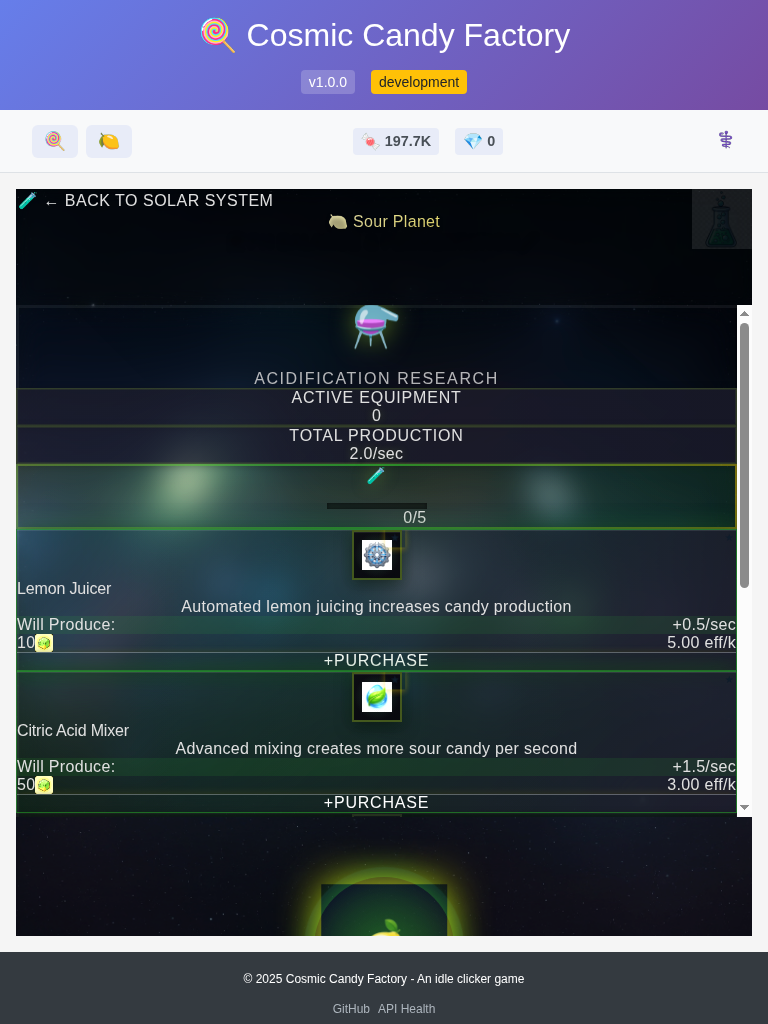 🍭 Cosmic Candy Factory
v1.0.0 development
197.7K 0
← BACK TO SOLAR SYSTEM
Sour Planet
ACIDIFICATION RESEARCH
ACTIVE EQUIPMENT
0
TOTAL PRODUCTION
2.0/sec
0/5
Lemon Juicer
Automated lemon juicing increases candy production
Will Produce: +0.5/sec
10 5.00 eff/k
+PURCHASE
Citric Acid Mixer
Advanced mixing creates more sour candy per second
Will Produce: +1.5/sec
50 3.00 eff/k
+PURCHASE
© 2025 Cosmic Candy Factory - An idle clicker game
GitHub API Health